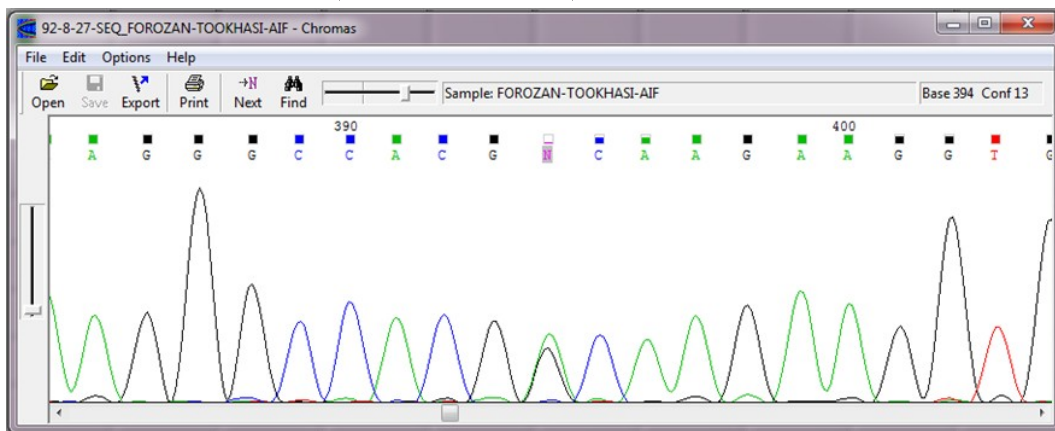 92-8-27-SEQ_FOROZAN-TOOKHASI-AIF - Chromas
File Edit Options Help
Open Save Export Print →N Next Find Sample: FOROZAN-TOOKHASI-AIF Base 394 Conf 13
390 400
A G G G C C A C G N C A A G A A G G T G